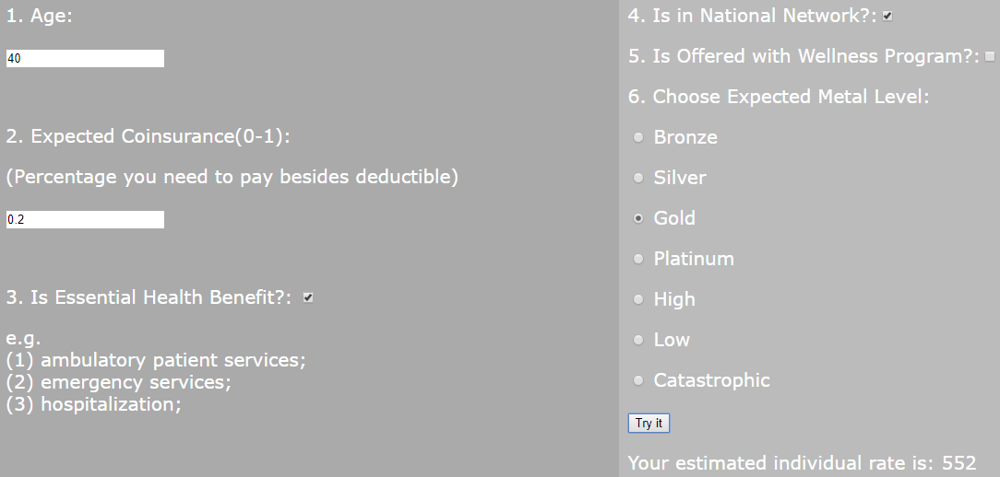 1. Age:
40
2. Expected Coinsurance(0-1):
(Percentage you need to pay besides deductible)
0.2
3. Is Essential Health Benefit?:
e.g.
(1) ambulatory patient services;
(2) emergency services;
(3) hospitalization;
4. Is in National Network?:
5. Is Offered with Wellness Program?:
6. Choose Expected Metal Level:
Bronze
Silver
Gold
Platinum
High
Low
Catastrophic
Try it
Your estimated individual rate is: 552